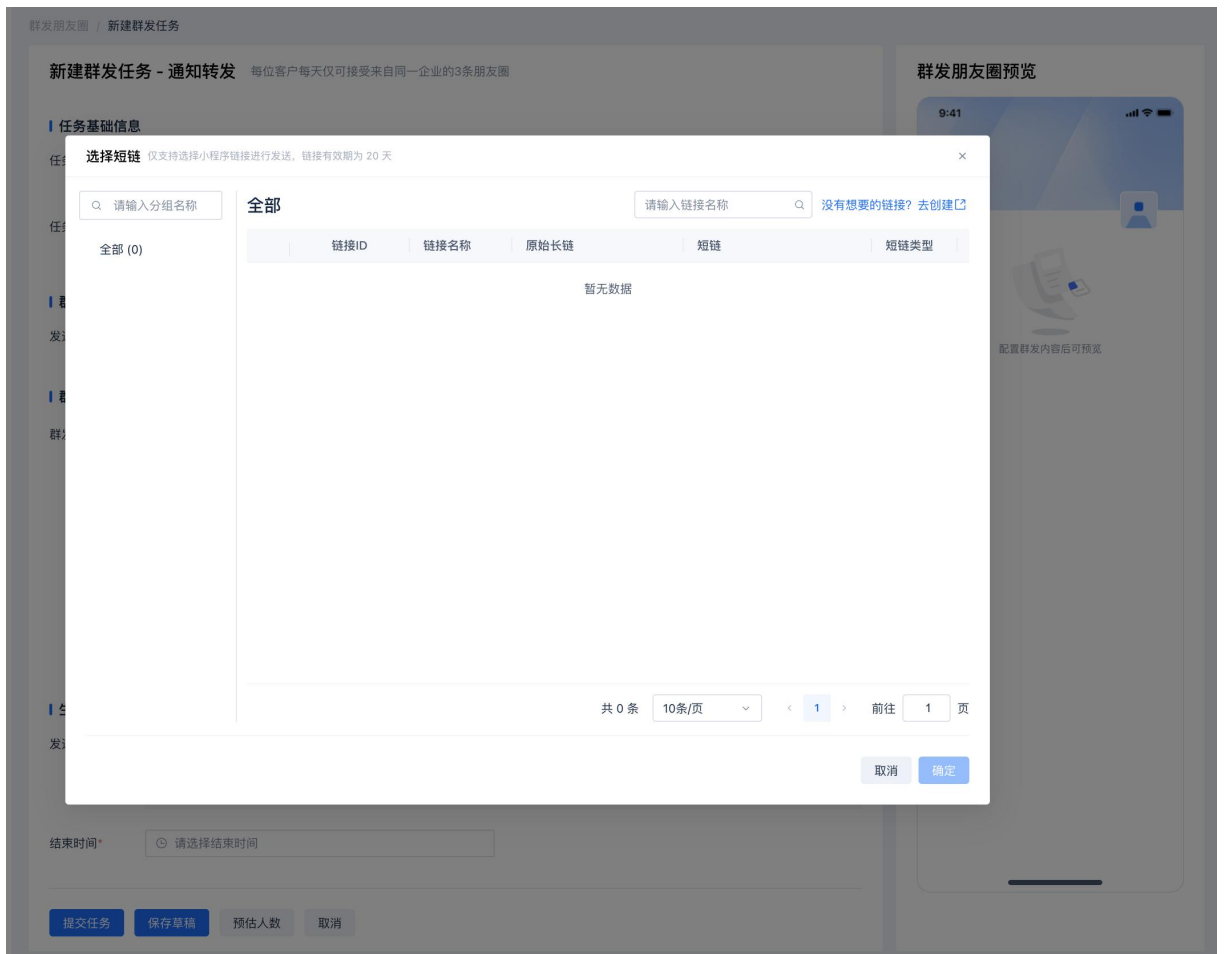 群发朋友圈 / 新建群发任务
新建群发任务 - 通知转发 每位客户每天仅可接受来自同一企业的3条朋友圈
群发朋友圈预览
9:41
任务基础信息
选择短链 仅支持选择小程序链接进行发送，链接有效期为 20 天
请输入分组名称
全部
请输入链接名称
没有想要的链接? 去创建
全部 (0)
链接ID 链接名称 原始长链 短链 短链类型
暂无数据
配置群发内容后可预览
共 0 条 10条/页 1 前往 1 页
取消 确定
结束时间* 请选择结束时间
提交任务 保存草稿 预估人数 取消